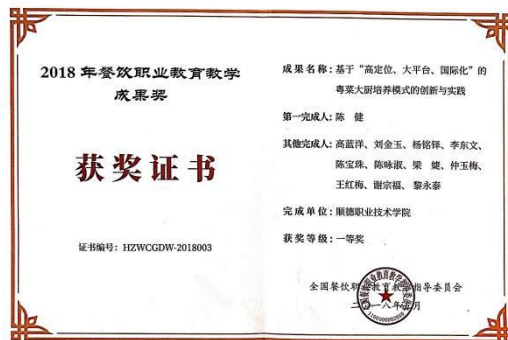 2018 年餐饮职业教育教学
成果奖
获奖证书
证书编号: HZWCGDW-2018003
成果名称: 基于“高定位、大平台、国际化”的
粤菜大厨培养模式的创新与实践
第一完成人: 陈 健
其他完成人: 高蓝洋、刘金玉、杨铭铎、李东文、
陈宝珠、陈咏淑、梁 婕、仲玉梅、
王红梅、谢宗福、黎永泰
完成单位: 顺德职业技术学院
获奖等级: 一等奖
全国餐饮职业教育教学指导委员会